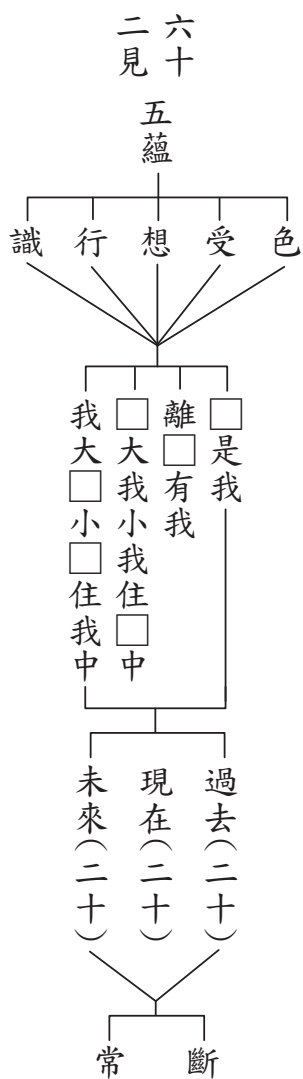 六十
二見
五蘊
色
受
想
行
識
□是我
離□有我
□大我小我住□中
我大□小□住我中
過去(二十)
現在(二十)
未來(二十)
斷
常